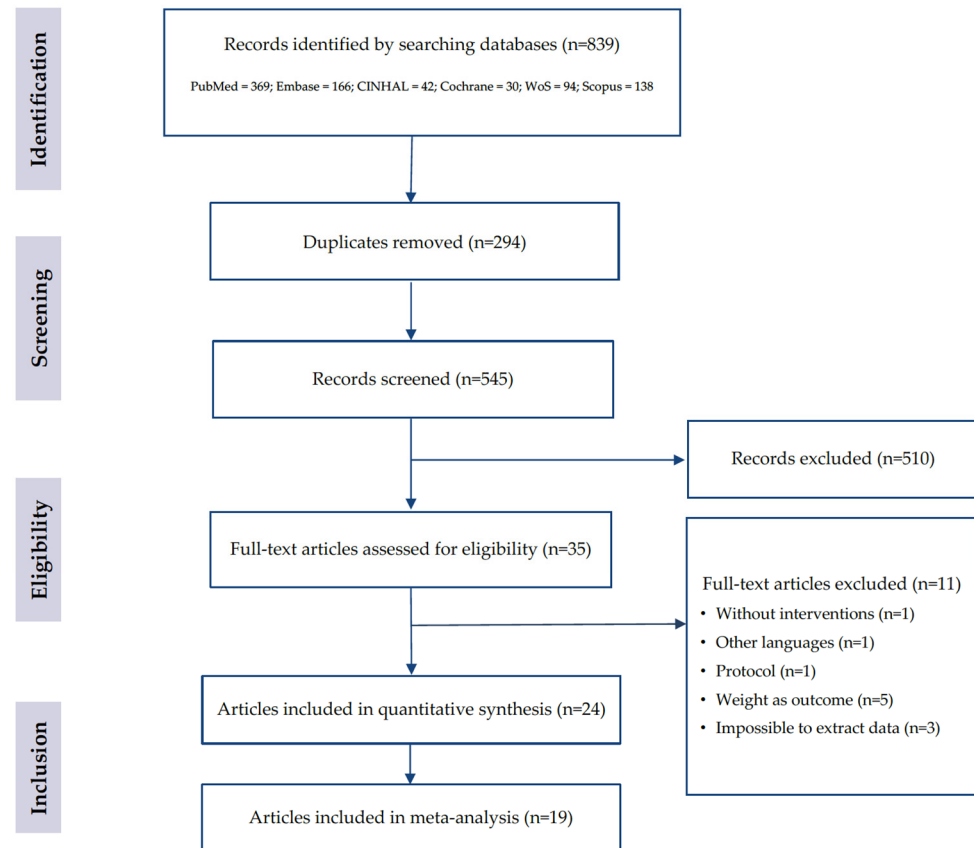 Identification
Records identified by searching databases (n=839)
PubMed = 369; Embase = 166; CINHAL = 42; Cochrane = 30; WoS = 94; Scopus = 138
Duplicates removed (n=294)
Screening
Records screened (n=545)
Records excluded (n=510)
Eligibility
Full-text articles assessed for eligibility (n=35)
Full-text articles excluded (n=11)
• Without interventions (n=1)
• Other languages (n=1)
• Protocol (n=1)
• Weight as outcome (n=5)
• Impossible to extract data (n=3)
Inclusion
Articles included in quantitative synthesis (n=24)
Articles included in meta-analysis (n=19)